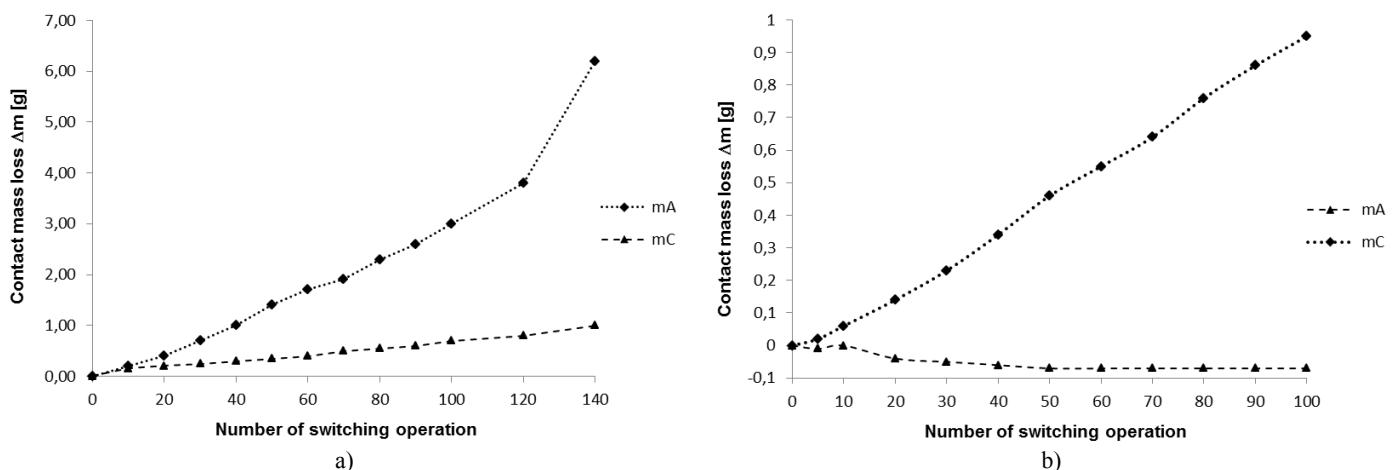 7,00
6,00
5,00
4,00
3,00
2,00
1,00
0,00
Contact mass loss Δm [g]
0 20 40 60 80 100 120 140
Number of switching operation
mA
mC
a)
1
0,9
0,8
0,7
0,6
0,5
0,4
0,3
0,2
0,1
0
-0,1
Contact mass loss Δm [g]
0 10 20 30 40 50 60 70 80 90 100
Number of switching operation
mA
mC
b)